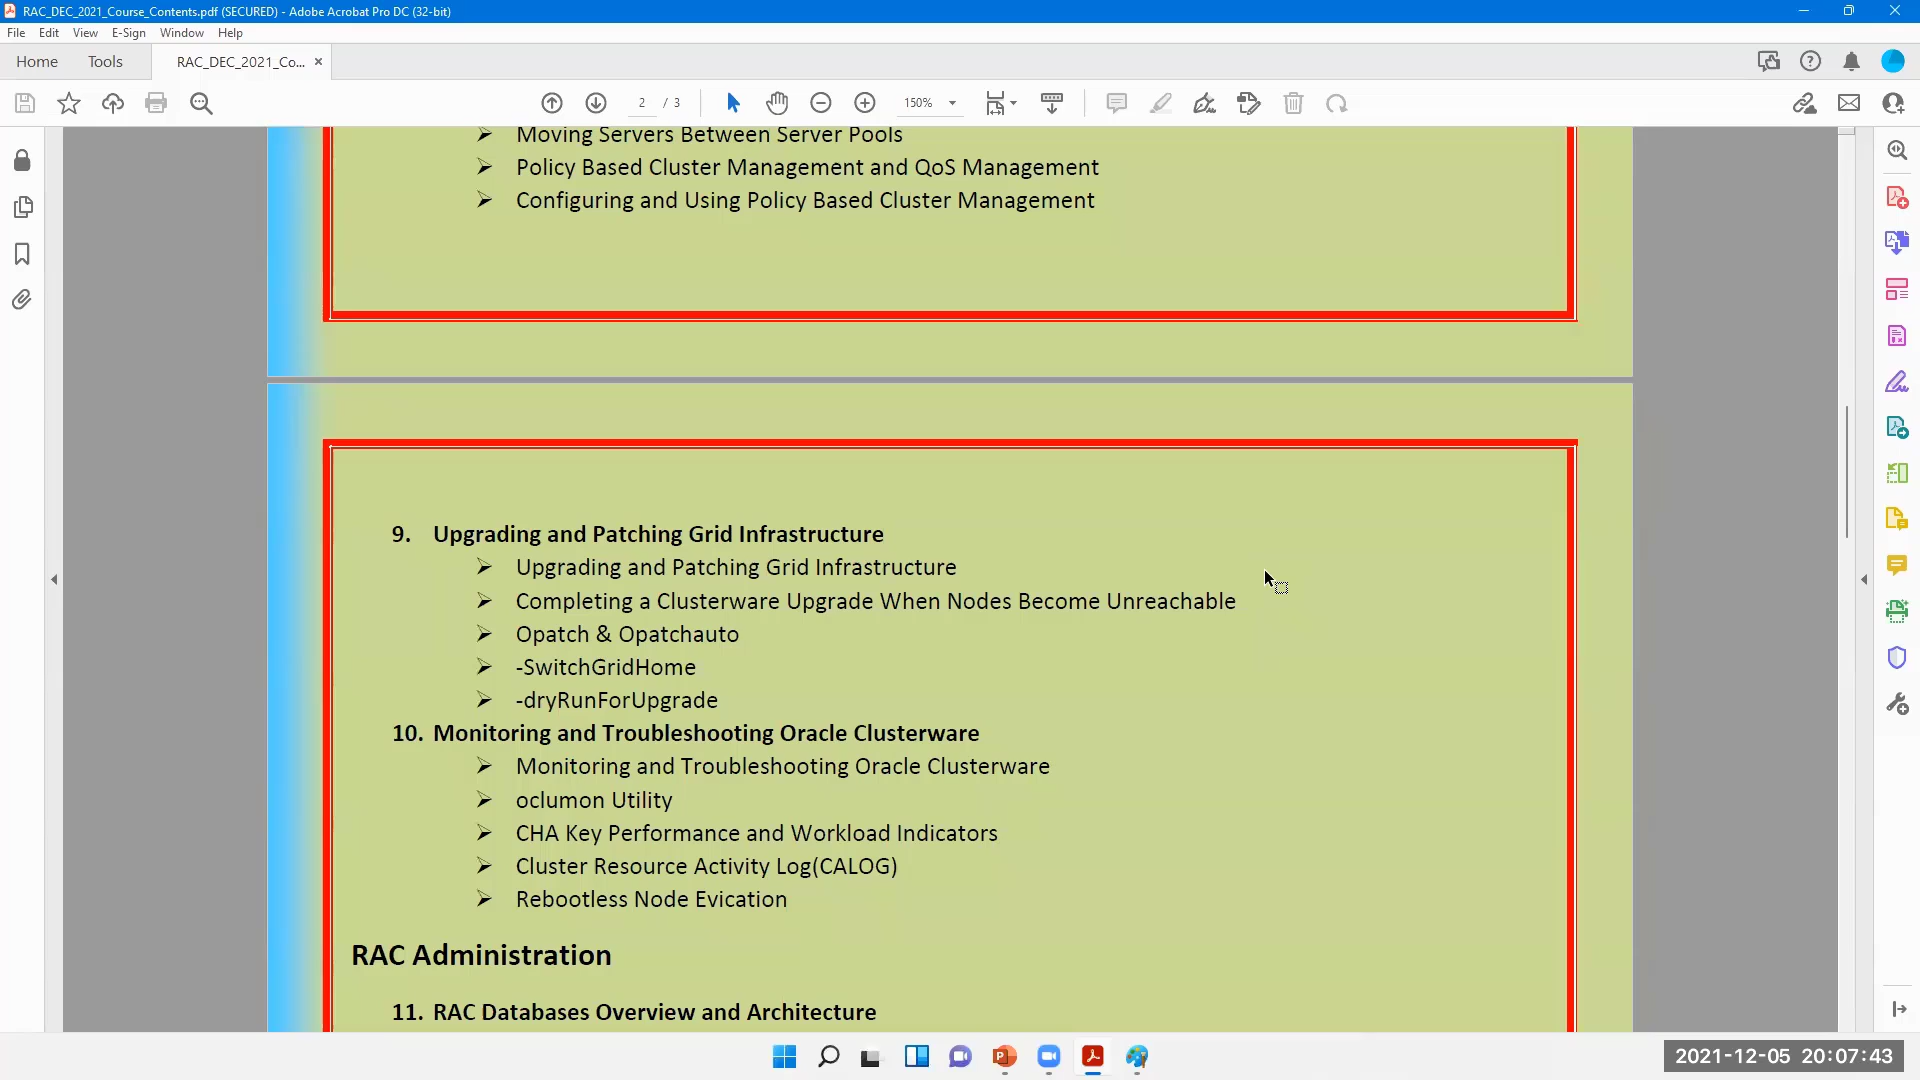 RAC_DEC_2021_Course_Contents.pdf (SECURED) - Adobe Acrobat Pro DC (32-bit)
File Edit View E-Sign Window Help
Home Tools RAC_DEC_2021_Co... ×
2 / 3 150%
Moving Servers Between Server Pools
Policy Based Cluster Management and QoS Management
Configuring and Using Policy Based Cluster Management
9. Upgrading and Patching Grid Infrastructure
Upgrading and Patching Grid Infrastructure
Completing a Clusterware Upgrade When Nodes Become Unreachable
Opatch & Opatchauto
-SwitchGridHome
-dryRunForUpgrade
10. Monitoring and Troubleshooting Oracle Clusterware
Monitoring and Troubleshooting Oracle Clusterware
oclumon Utility
CHA Key Performance and Workload Indicators
Cluster Resource Activity Log(CALOG)
Rebootless Node Evication
RAC Administration
11. RAC Databases Overview and Architecture
2021-12-05 20:07:43